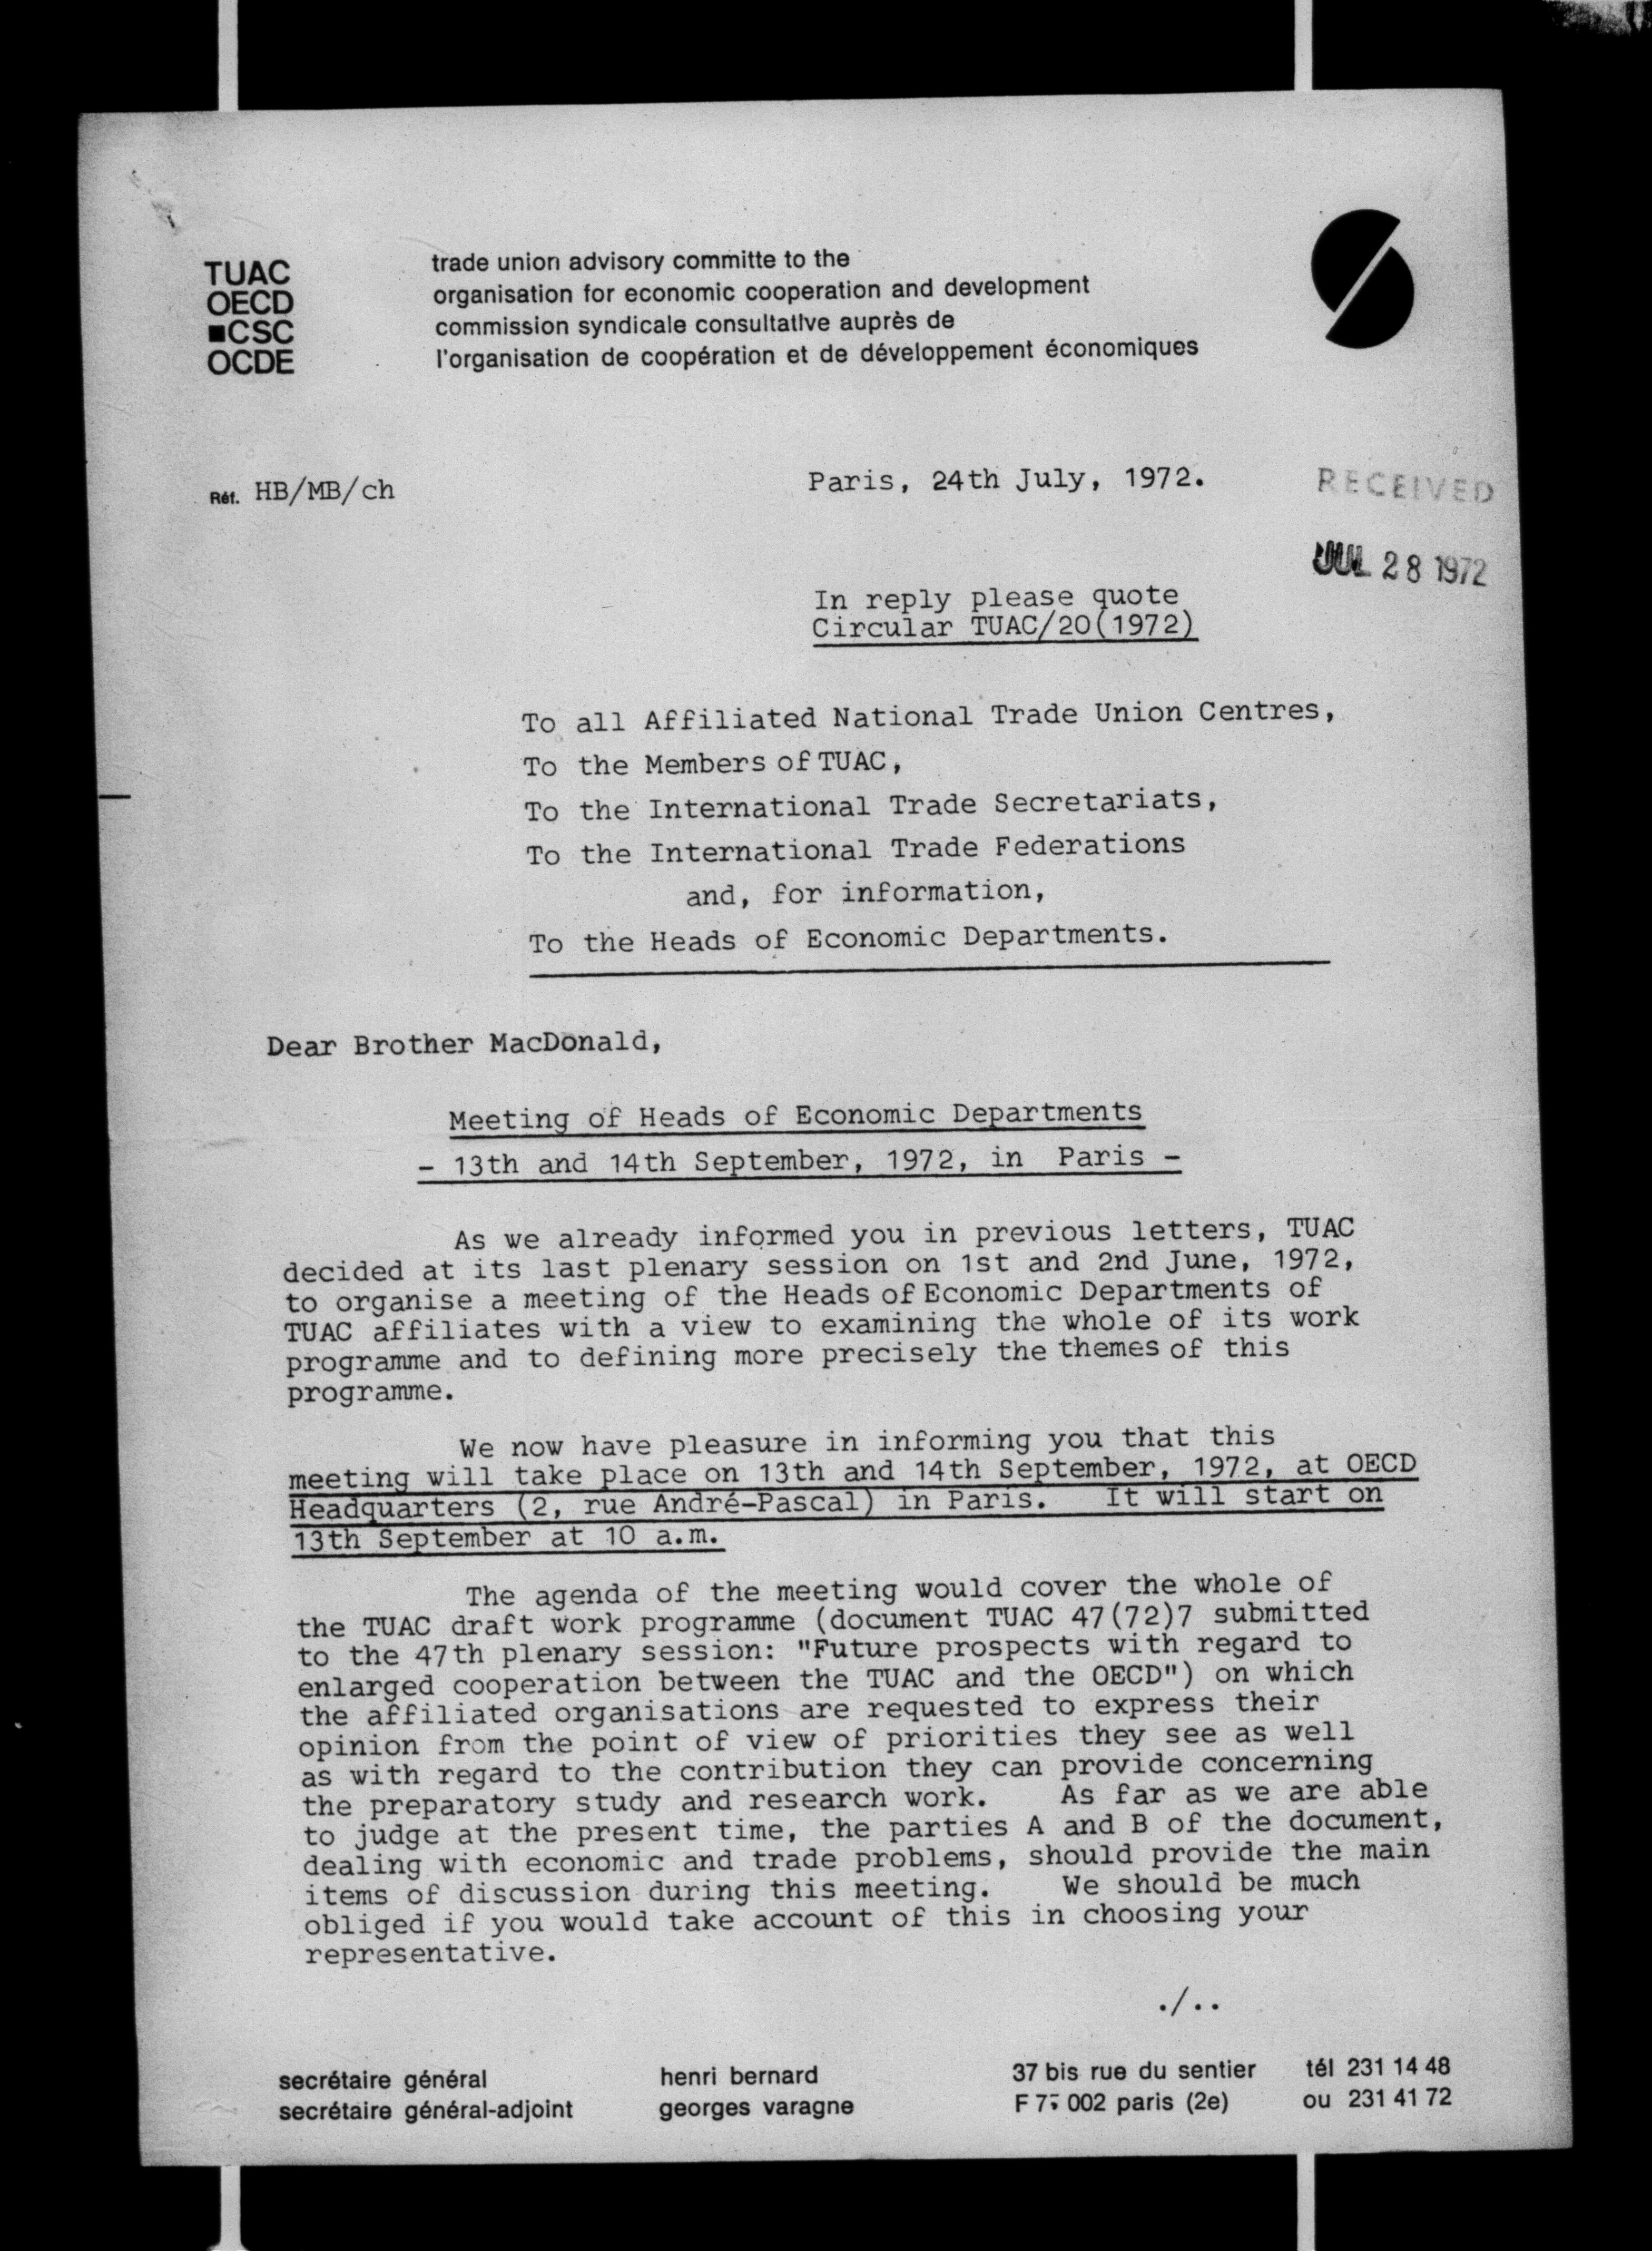 TUAC
OECD
■CSC
OCDE
trade union advisory committe to the
organisation for economic cooperation and development
commission syndicale consultative auprès de
l'organisation de coopération et de développement économiques
Réf. HB/MB/ch
Paris, 24th July, 1972.
RECEIVED
JUL 28 1972
In reply please quote
Circular TUAC/20(1972)
To all Affiliated National Trade Union Centres,
To the Members of TUAC,
To the International Trade Secretariats,
To the International Trade Federations
and, for information,
To the Heads of Economic Departments.
Dear Brother MacDonald,
Meeting of Heads of Economic Departments
- 13th and 14th September, 1972, in Paris -
As we already informed you in previous letters, TUAC
decided at its last plenary session on 1st and 2nd June, 1972,
to organise a meeting of the Heads of Economic Departments of
TUAC affiliates with a view to examining the whole of its work
programme and to defining more precisely the themes of this
programme.
We now have pleasure in informing you that this
meeting will take place on 13th and 14th September, 1972, at OECD
Headquarters (2, rue André-Pascal) in Paris. It will start on
13th September at 10 a.m.
The agenda of the meeting would cover the whole of
the TUAC draft work programme (document TUAC 47(72)7 submitted
to the 47th plenary session: "Future prospects with regard to
enlarged cooperation between the TUAC and the OECD") on which
the affiliated organisations are requested to express their
opinion from the point of view of priorities they see as well
as with regard to the contribution they can provide concerning
the preparatory study and research work. As far as we are able
to judge at the present time, the parties A and B of the document,
dealing with economic and trade problems, should provide the main
items of discussion during this meeting. We should be much
obliged if you would take account of this in choosing your
representative.
./..
secrétaire général henri bernard 37 bis rue du sentier tél 231 14 48
secrétaire général-adjoint georges varagne F 75 002 paris (2e) ou 231 41 72